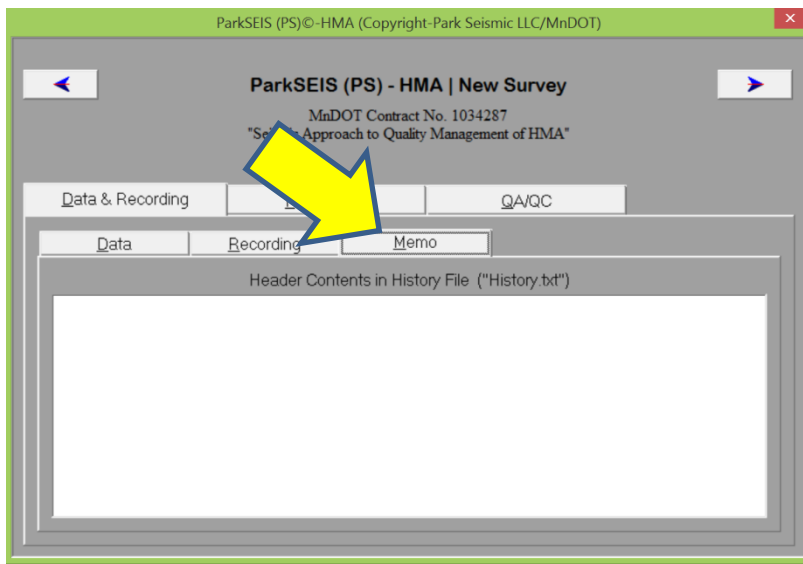 ParkSEIS (PS)©-HMA (Copyright-Park Seismic LLC/MnDOT)
ParkSEIS (PS) - HMA | New Survey
MnDOT Contract No. 1034287
Approach to Quality Management of HMA"
Data & Recording
QA/QC
Data
Recording
Memo
Header Contents in History File ("History.txt")